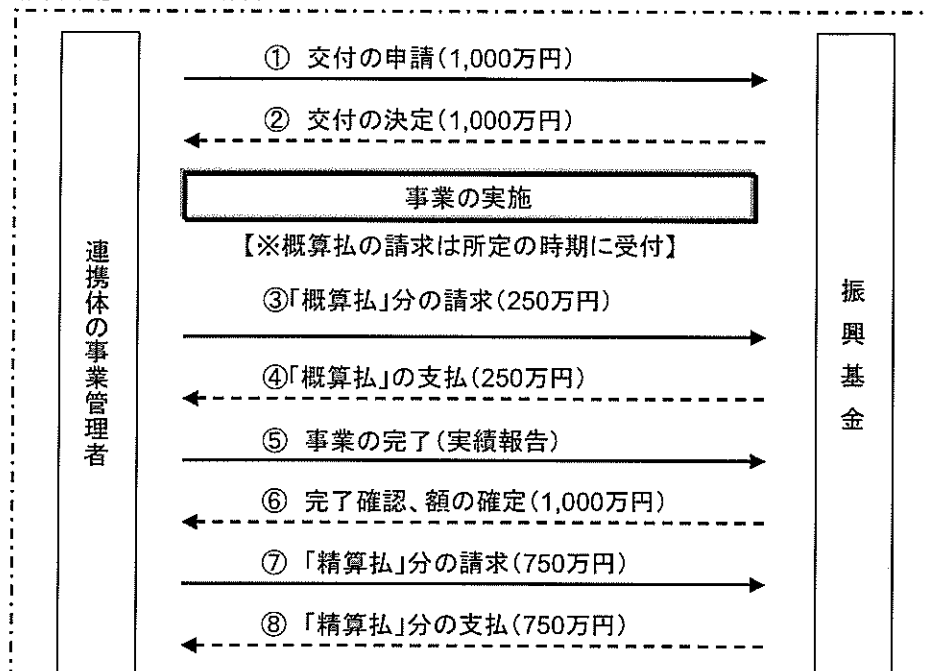 ① 交付の申請(1,000万円)
② 交付の決定(1,000万円)
事業の実施
【※概算払の請求は所定の時期に受付】
③「概算払」分の請求(250万円)
④「概算払」の支払(250万円)
⑤ 事業の完了(実績報告)
⑥ 完了確認、額の確定(1,000万円)
⑦ 「精算払」分の請求(750万円)
⑧ 「精算払」分の支払(750万円)
連携体の事業管理者
振興基金